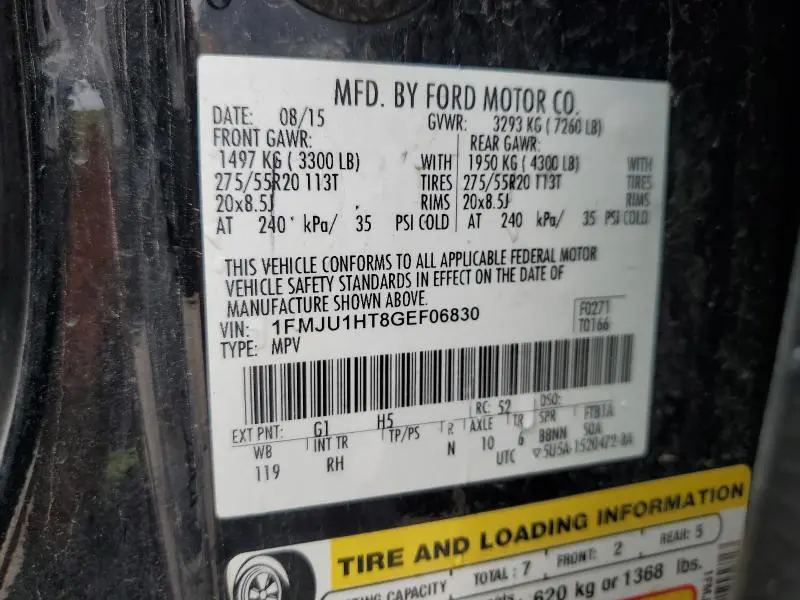 MFD. BY FORD MOTOR CO.
DATE: 08/15 GVWR: 3293 KG ( 7260 LB)
FRONT GAWR: REAR GAWR:
1497 KG ( 3300 LB) WITH 1950 KG ( 4300 LB) WITH
275/55R20 113T TIRES 275/55R20 113T TIRES
20x8.5J RIMS 20x8.5J RIMS
AT 240 kPa/ 35 PSI COLD AT 240 kPa/ 35 PSI COLD
THIS VEHICLE CONFORMS TO ALL APPLICABLE FEDERAL MOTOR
VEHICLE SAFETY STANDARDS IN EFFECT ON THE DATE OF
MANUFACTURE SHOWN ABOVE.
VIN: 1FMJU1HT8GEF06830 F0271
TYPE: MPV T0166
EXT PNT: G1 H5 RC: 52 DSO:
WB INT TR TP/PS R AXLE TR SPR FTB1A
119 RH N 10 6 BBNN 50A
UTC ▽5U5A-1520472-BA
TIRE AND LOADING INFORMATION
SEATING CAPACITY TOTAL : 7 FRONT: 2 REAR: 5
620 kg or 1368 lbs.